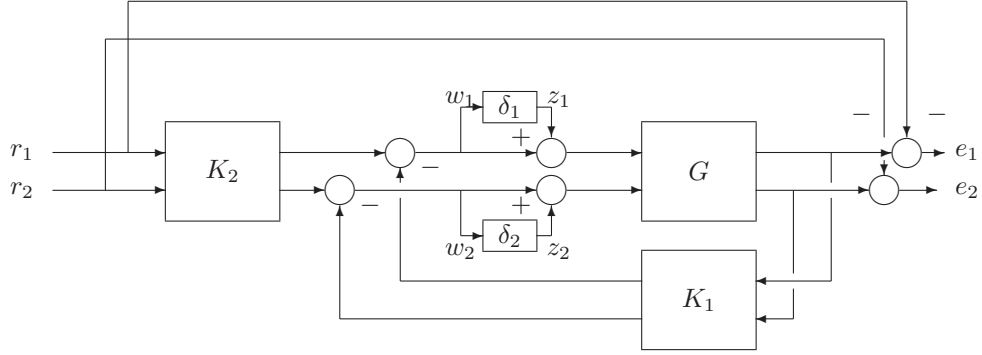 w₁ δ₁ z₁
r₁ K₂ − + G − − e₁
r₂ − + e₂
w₂ δ₂ z₂
K₁